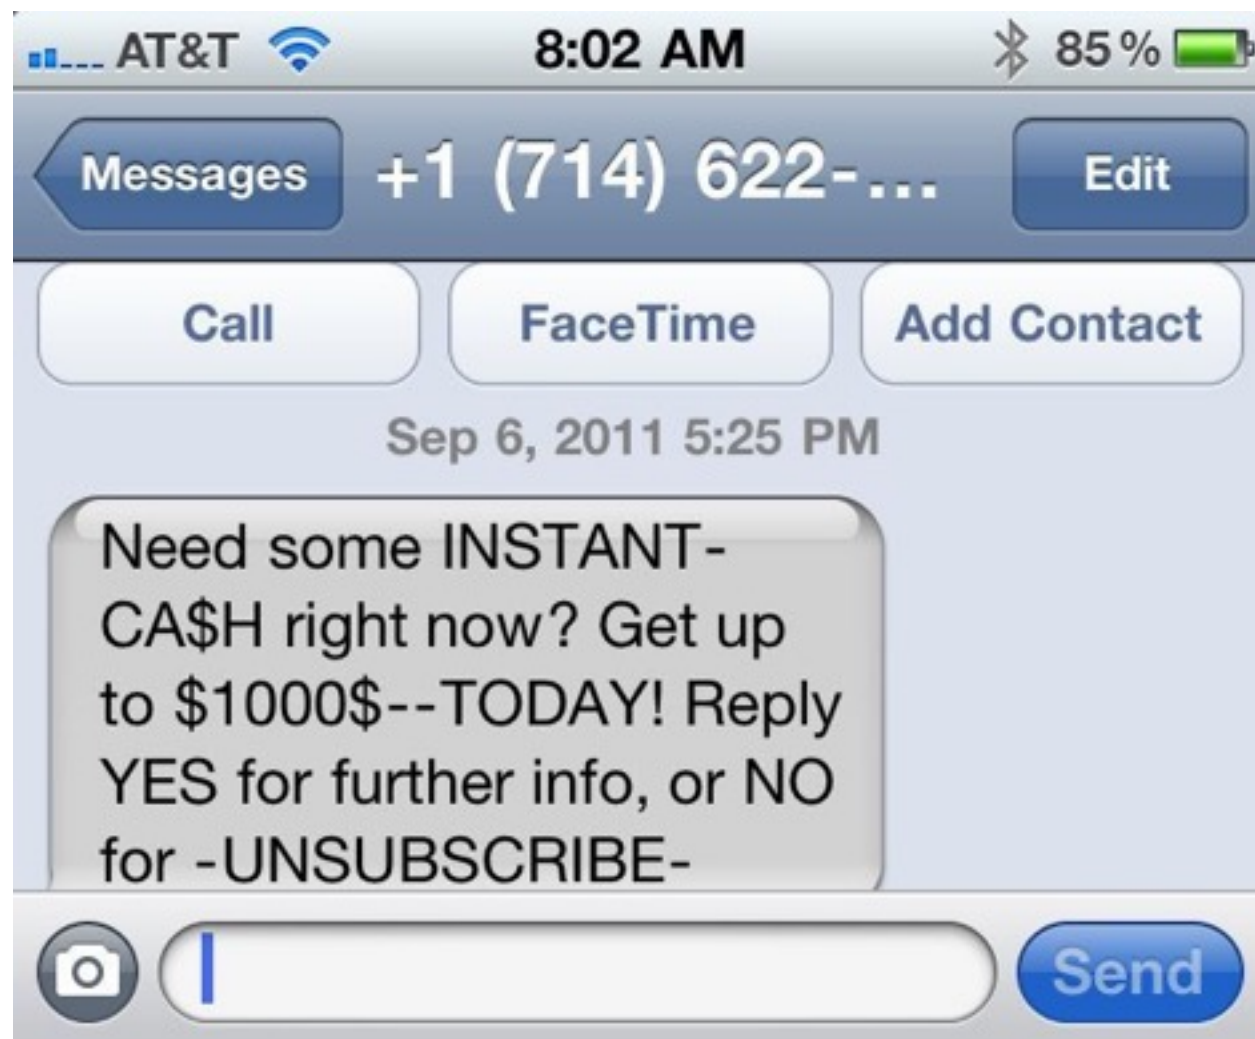 AT&T 8:02 AM 85%
Messages +1 (714) 622-... Edit
Call FaceTime Add Contact
Sep 6, 2011 5:25 PM
Need some INSTANT-
CA$H right now? Get up
to $1000$--TODAY! Reply
YES for further info, or NO
for -UNSUBSCRIBE-
Send